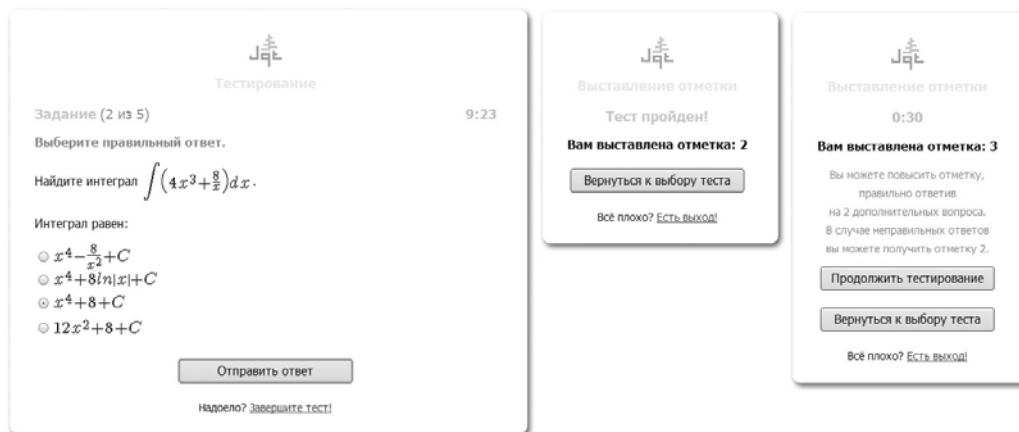 Jqt
Тестирование
Задание (2 из 5) 9:23
Выберите правильный ответ.
Найдите интеграл ∫(4x³+8/x)dx.
Интеграл равен:
x⁴−8/x²+C
x⁴+8ln|x|+C
x⁴+8+C
12x²+8+C
Отправить ответ
Надоело? Завершите тест!
Jqt
Выставление отметки
Тест пройден!
Вам выставлена отметка: 2
Вернуться к выбору теста
Всё плохо? Есть выход!
Jqt
Выставление отметки
0:30
Вам выставлена отметка: 3
Вы можете повысить отметку,
правильно ответив
на 2 дополнительных вопроса.
В случае неправильных ответов
вы можете получить отметку 2.
Продолжить тестирование
Вернуться к выбору теста
Всё плохо? Есть выход!